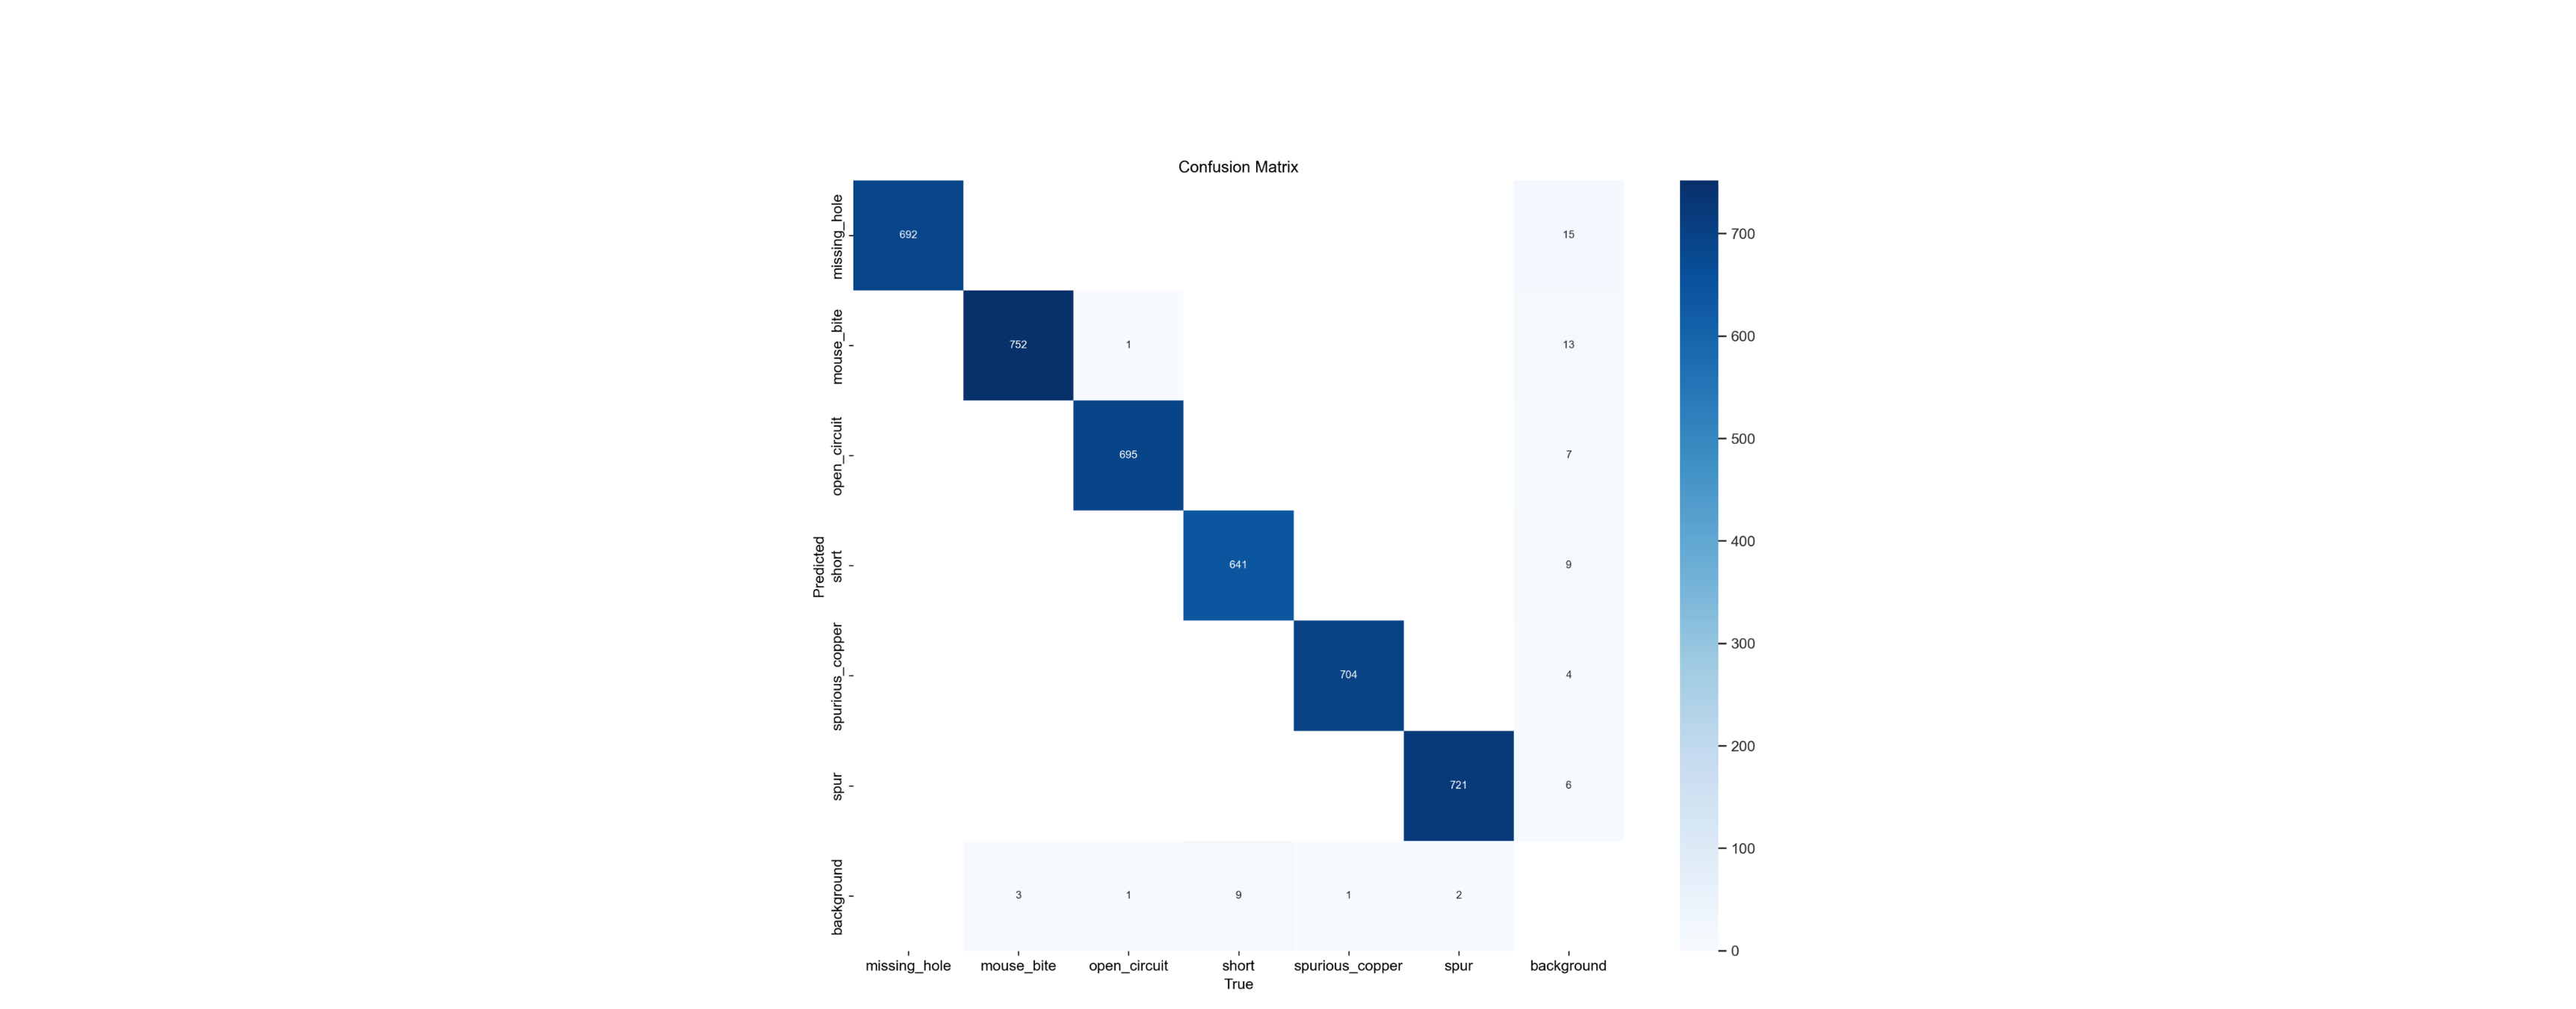 Confusion Matrix
missing_hole
692
15
mouse_bite
752
1
13
open_circuit
695
7
Predicted
short
641
9
spurious_copper
704
4
spur
721
6
background
3
1
9
1
2
missing_hole
mouse_bite
open_circuit
short
spurious_copper
spur
background
True
700
600
500
400
300
200
100
0